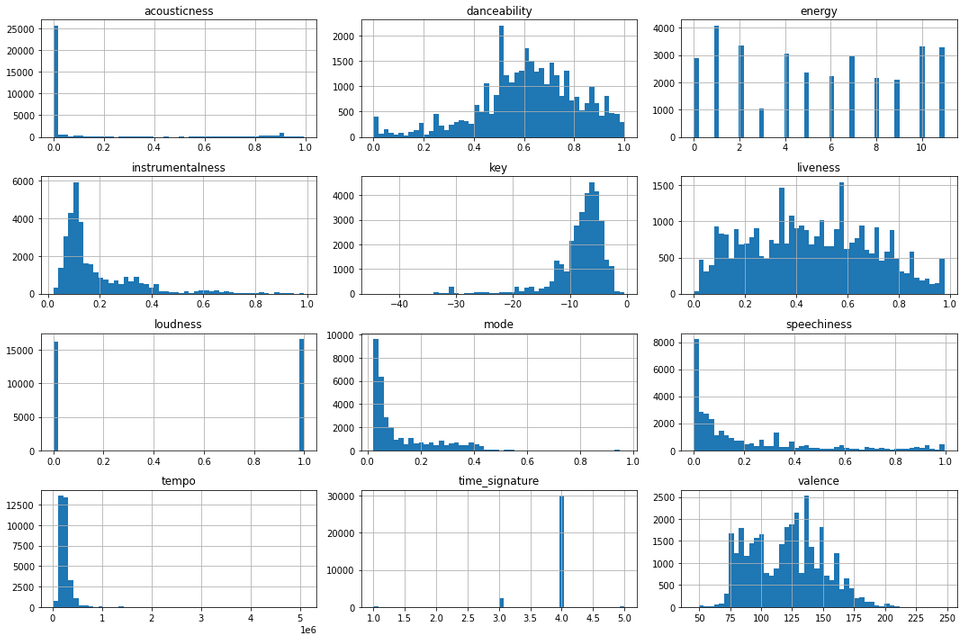 acousticness danceability energy
25000 20000 15000 10000 5000 0 2000 1500 1000 500 0 4000 3000 2000 1000 0
0.0 0.2 0.4 0.6 0.8 1.0 0.0 0.2 0.4 0.6 0.8 1.0 0 2 4 6 8 10
instrumentalness key liveness
6000 4000 2000 0 4000 3000 2000 1000 0 1500 1000 500 0
0.0 0.2 0.4 0.6 0.8 1.0 −40 −30 −20 −10 0 0.0 0.2 0.4 0.6 0.8 1.0
loudness mode speechiness
15000 10000 5000 0 10000 8000 6000 4000 2000 0 8000 6000 4000 2000 0
0.0 0.2 0.4 0.6 0.8 1.0 0.0 0.2 0.4 0.6 0.8 1.0 0.0 0.2 0.4 0.6 0.8 1.0
tempo time_signature valence
12500 10000 7500 5000 2500 0 30000 20000 10000 0 2500 2000 1500 1000 500 0
0 1 2 3 4 5 1.0 1.5 2.0 2.5 3.0 3.5 4.0 4.5 5.0 50 75 100 125 150 175 200 225 250
1e6